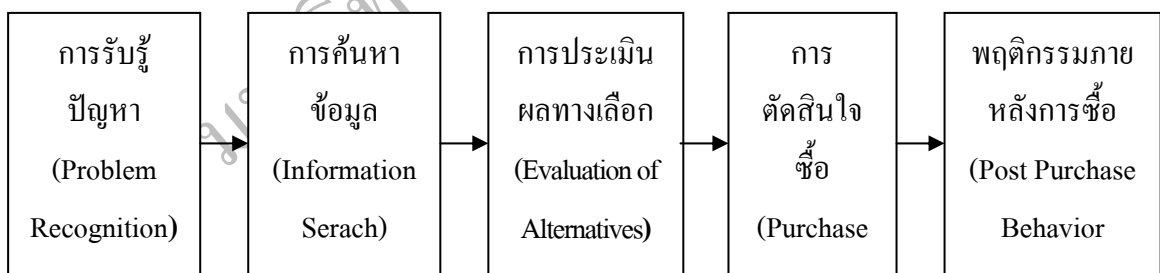 การรับรู้
ปัญหา
(Problem
Recognition)
การค้นหา
ข้อมูล
(Information
Serach)
การประเมิน
ผลทางเลือก
(Evaluation of
Alternatives)
การ
ตัดสินใจ
ซื้อ
(Purchase
พฤติกรรมภาย
หลังการซื้อ
(Post Purchase
Behavior